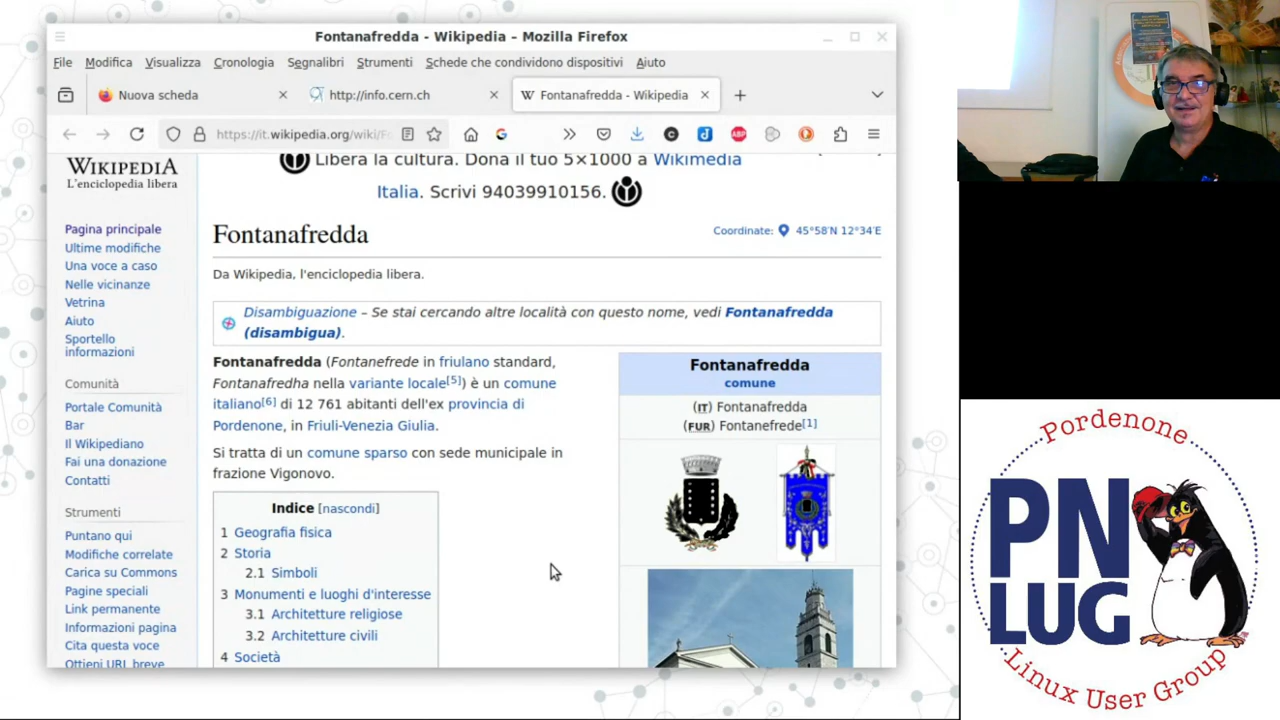 Fontanafredda - Wikipedia – Mozilla Firefox
File Modifica Visualizza Cronologia Segnalibri Strumenti Schede che condividono dispositivi Aiuto
Nuova scheda
http://info.cern.ch
Fontanafredda - Wikipedia
https://it.wikipedia.org/wiki/F
WIKIPEDIA
L'enciclopedia libera
Libera la cultura. Dona il tuo 5×1000 a Wikimedia
Italia. Scrivi 94039910156.
Pagina principale
Ultime modifiche
Una voce a caso
Nelle vicinanze
Vetrina
Aiuto
Sportello
informazioni
Comunità
Portale Comunità
Bar
Il Wikipediano
Fai una donazione
Contatti
Strumenti
Puntano qui
Modifiche correlate
Carica su Commons
Pagine speciali
Link permanente
Informazioni pagina
Cita questa voce
Ottieni URL breve
Fontanafredda
Coordinate: 45°58′N 12°34′E
Da Wikipedia, l'enciclopedia libera.
Disambiguazione – Se stai cercando altre località con questo nome, vedi Fontanafredda
(disambigua).
Fontanafredda (Fontanefrede in friulano standard,
Fontanafredha nella variante locale[5]) è un comune
italiano[6] di 12 761 abitanti dell'ex provincia di
Pordenone, in Friuli-Venezia Giulia.
Si tratta di un comune sparso con sede municipale in
frazione Vigonovo.
Indice [nascondi]
1 Geografia fisica
2 Storia
2.1 Simboli
3 Monumenti e luoghi d'interesse
3.1 Architetture religiose
3.2 Architetture civili
4 Società
Fontanafredda
comune
(IT) Fontanafredda
(FUR) Fontanefrede[1]
Pordenone
PN
LUG
Linux User Group